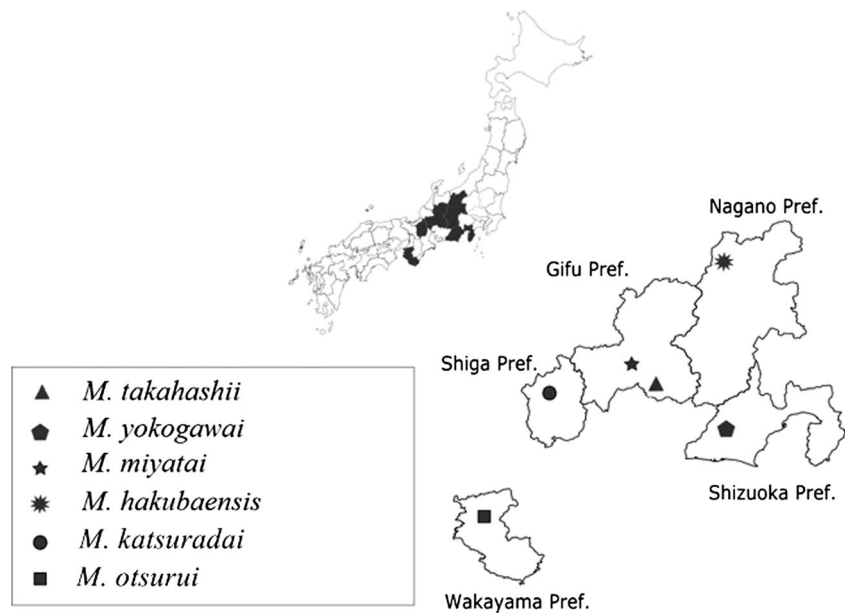 Nagano Pref.
Gifu Pref.
Shiga Pref.
Shizuoka Pref.
Wakayama Pref.
M. takahashii
M. yokogawai
M. miyatai
M. hakubaensis
M. katsuradai
M. otsurui